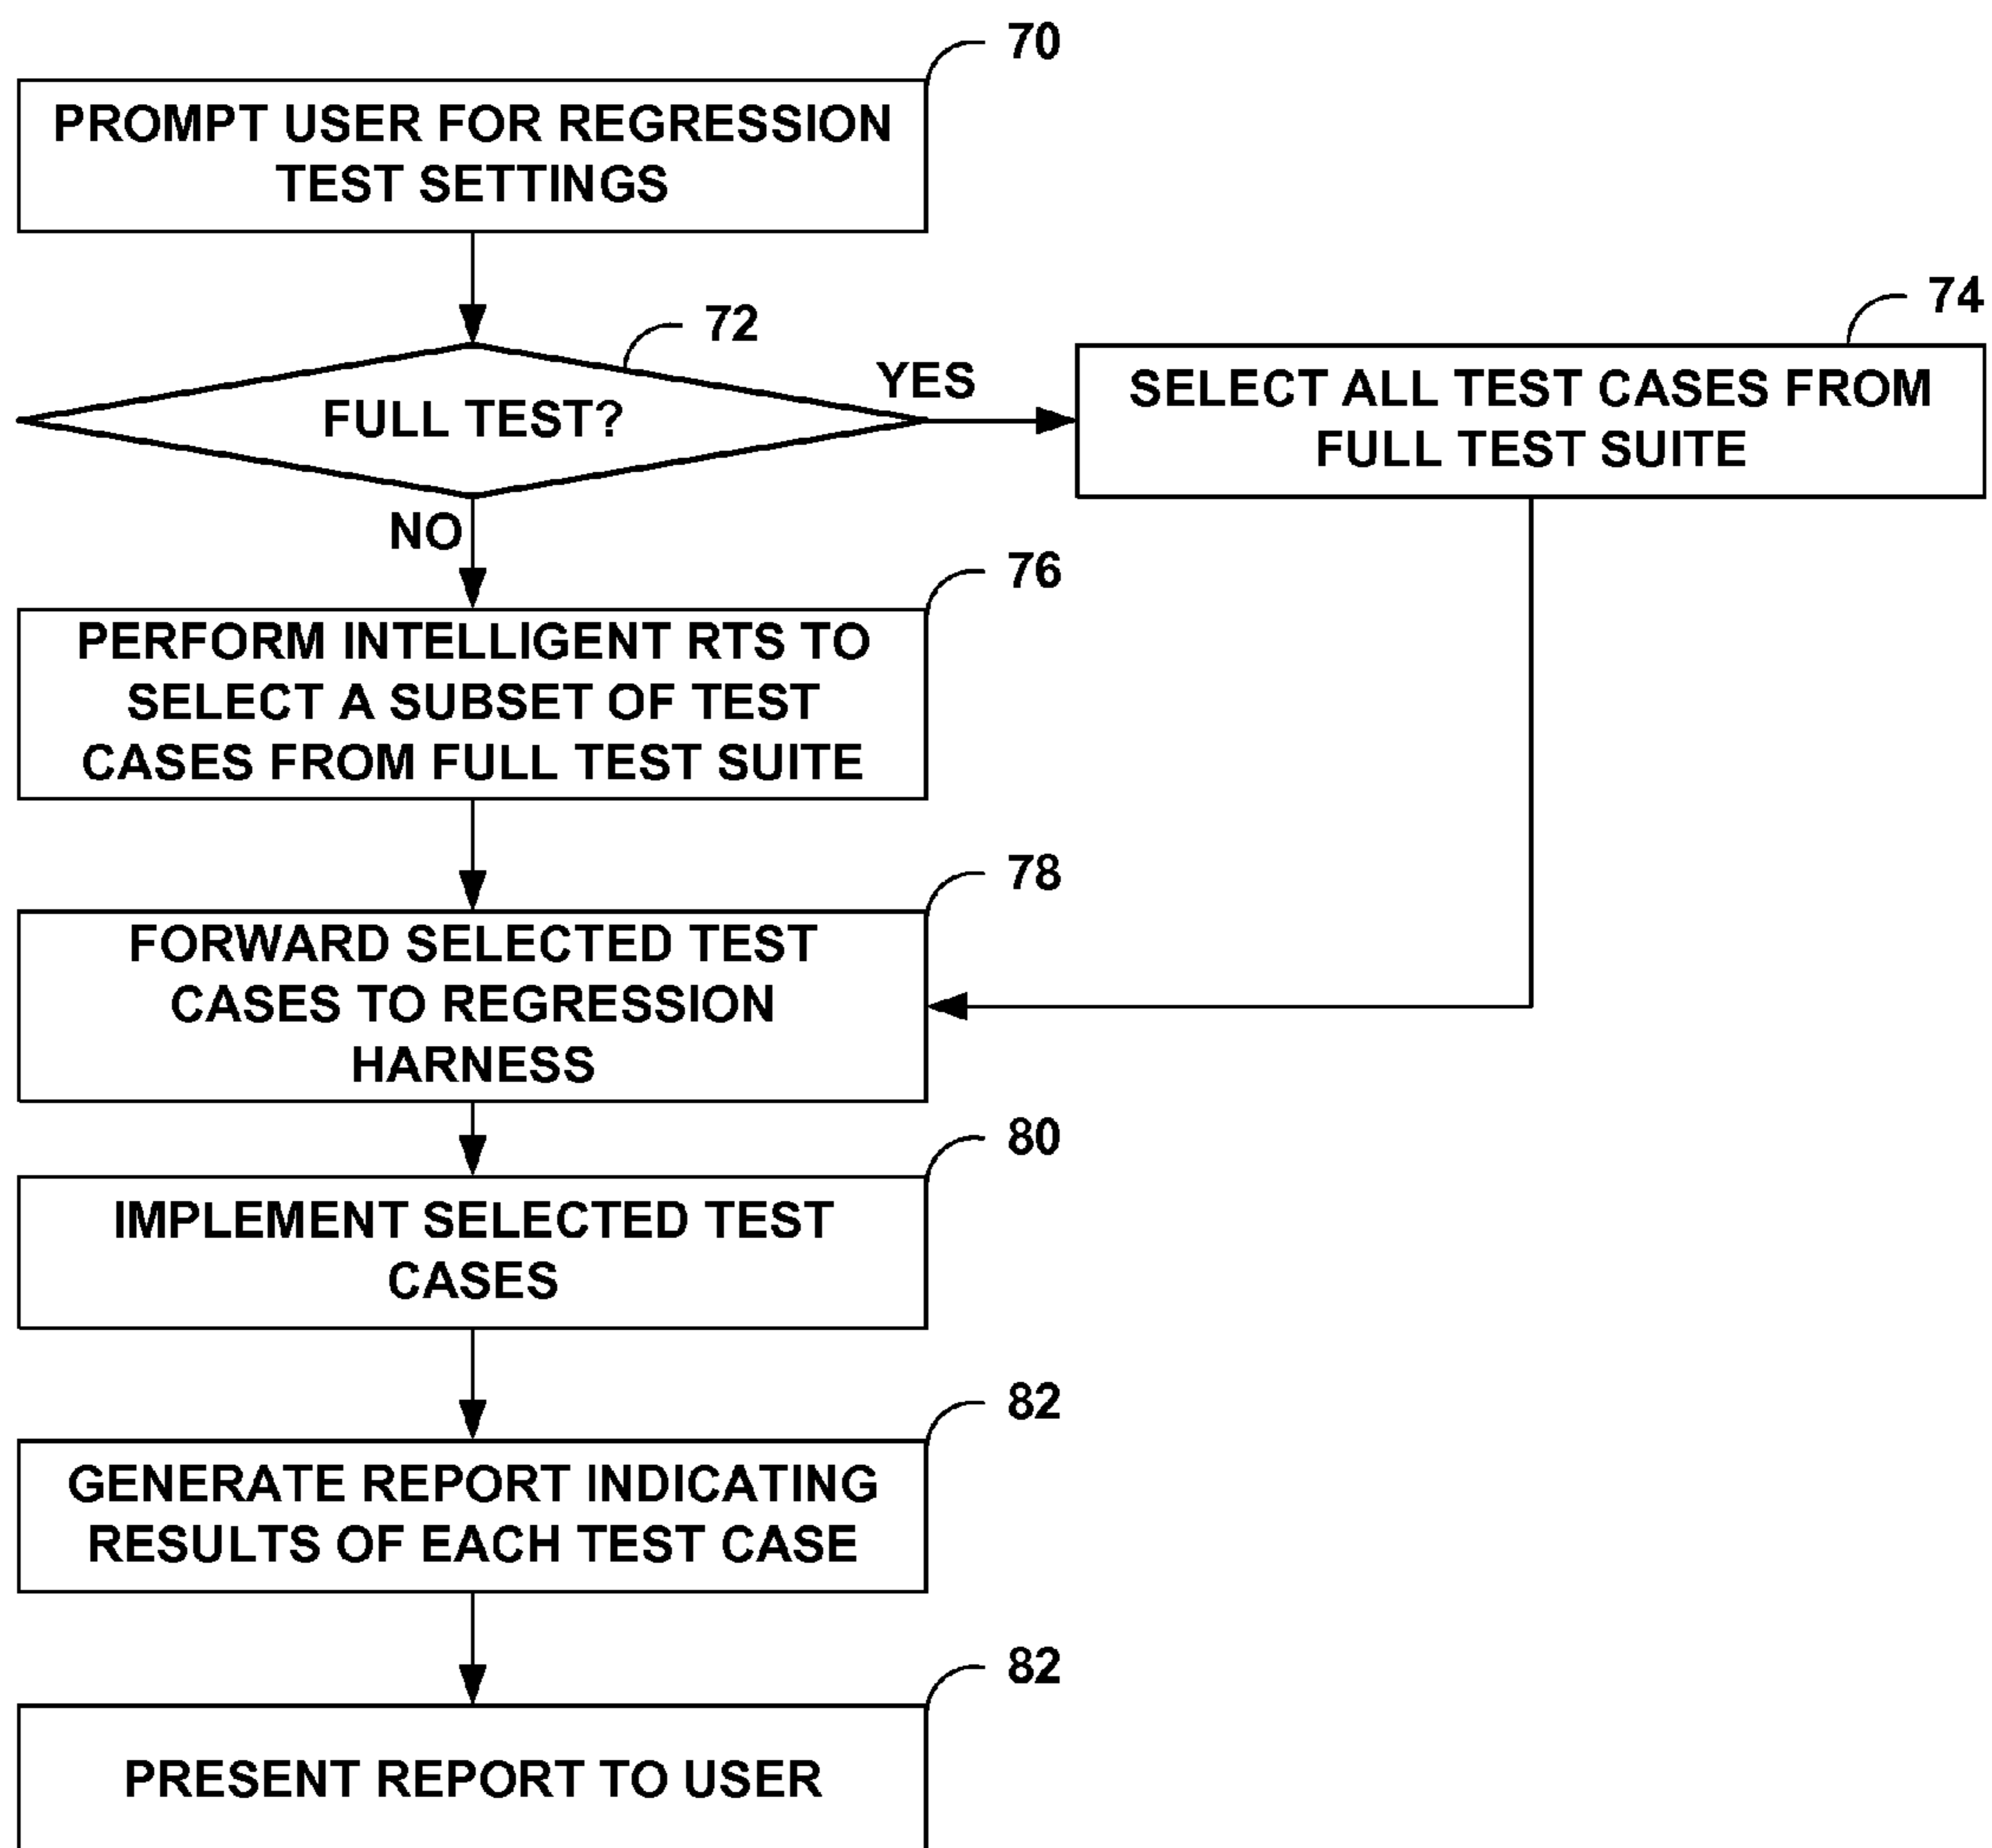 70
PROMPT USER FOR REGRESSION
TEST SETTINGS
72
FULL TEST?
YES
74
SELECT ALL TEST CASES FROM
FULL TEST SUITE
NO
76
PERFORM INTELLIGENT RTS TO
SELECT A SUBSET OF TEST
CASES FROM FULL TEST SUITE
78
FORWARD SELECTED TEST
CASES TO REGRESSION
HARNESS
80
IMPLEMENT SELECTED TEST
CASES
82
GENERATE REPORT INDICATING
RESULTS OF EACH TEST CASE
82
PRESENT REPORT TO USER